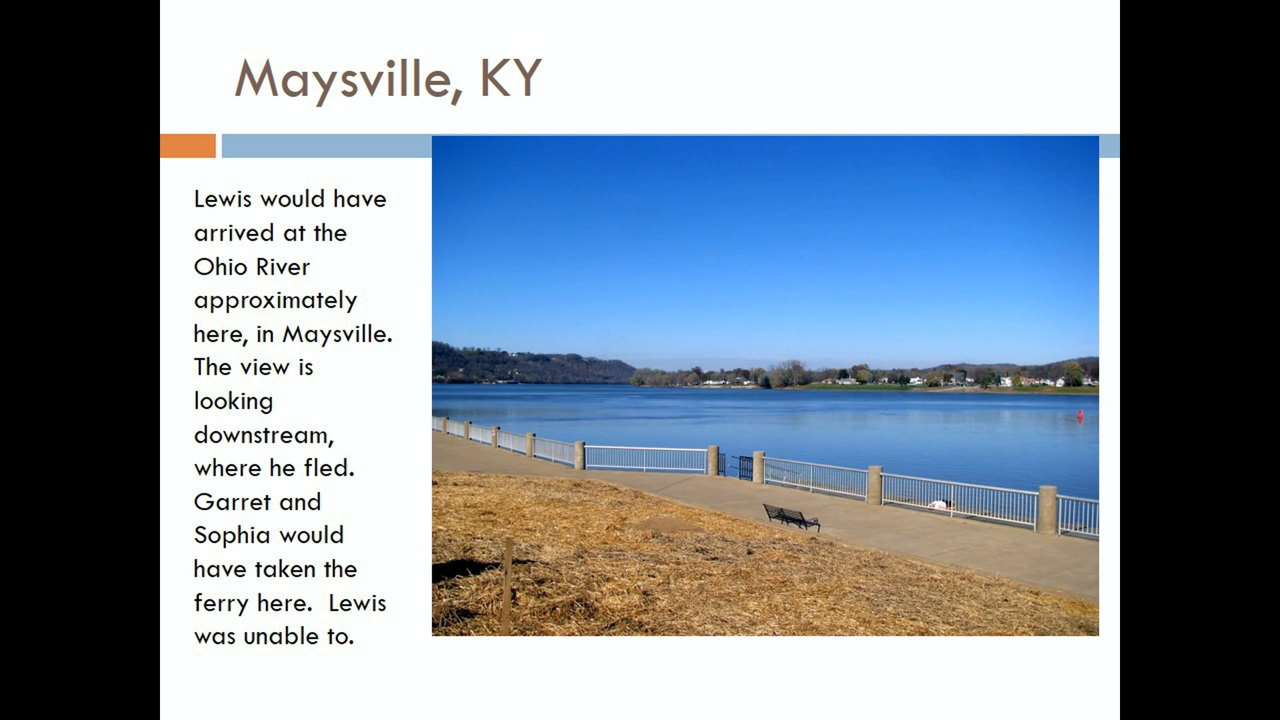 Maysville, KY
Lewis would have
arrived at the
Ohio River
approximately
here, in Maysville.
The view is
looking
downstream,
where he fled.
Garret and
Sophia would
have taken the
ferry here.  Lewis
was unable to.